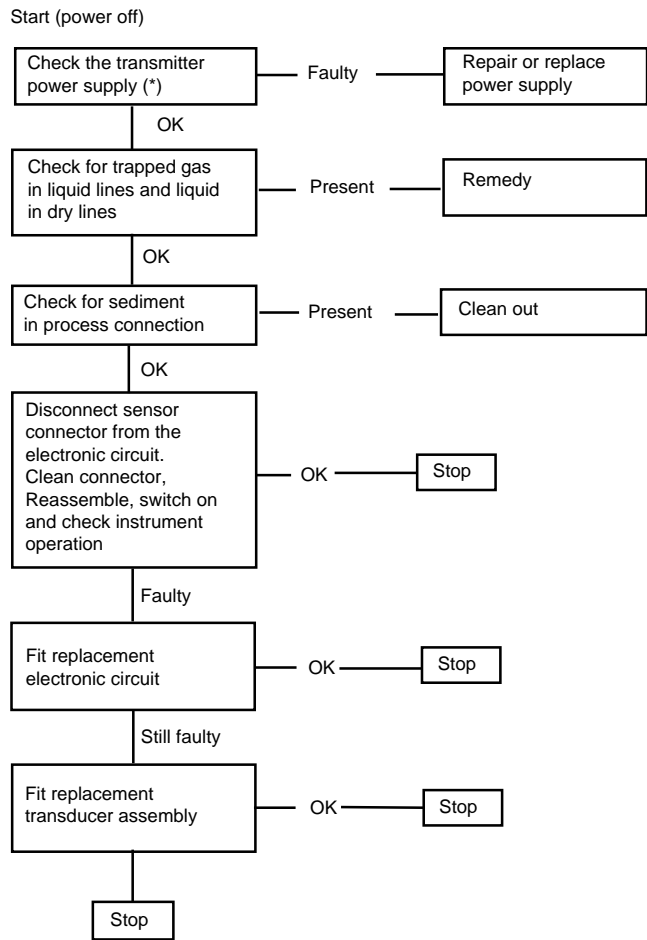 Start (power off)
Check the transmitter
power supply (*)
Faulty
Repair or replace
power supply
OK
Check for trapped gas
in liquid lines and liquid
in dry lines
Present
Remedy
OK
Check for sediment
in process connection
Present
Clean out
OK
Disconnect sensor
connector from the
electronic circuit.
Clean connector,
Reassemble, switch on
and check instrument
operation
OK
Stop
Faulty
Fit replacement
electronic circuit
OK
Stop
Still faulty
Fit replacement
transducer assembly
OK
Stop
Stop